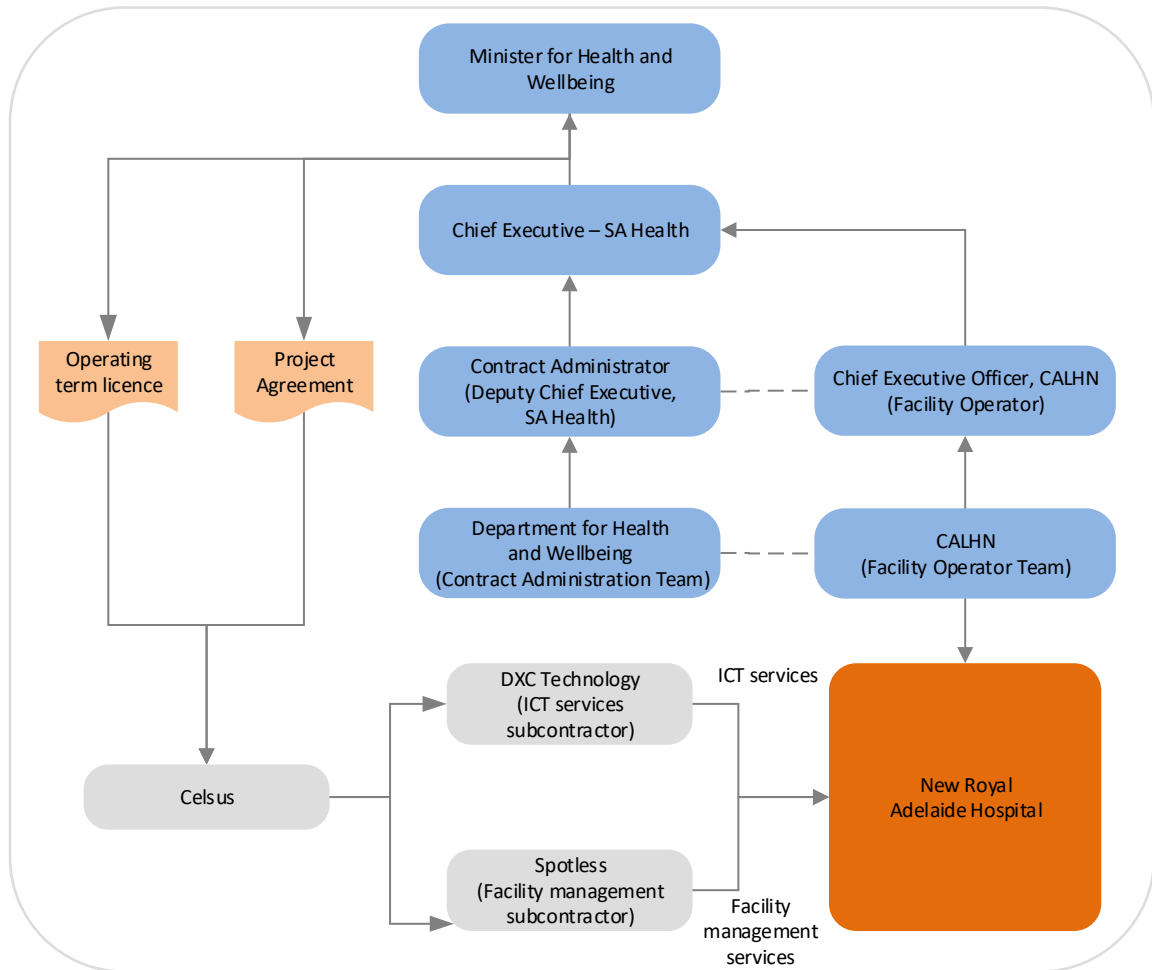 Minister for Health and
Wellbeing
Chief Executive – SA Health
Operating
term licence
Project
Agreement
Contract Administrator
(Deputy Chief Executive,
SA Health)
Chief Executive Officer, CALHN
(Facility Operator)
Department for Health
and Wellbeing
(Contract Administration Team)
CALHN
(Facility Operator Team)
DXC Technology
(ICT services
subcontractor)
ICT services
Celsus
New Royal
Adelaide Hospital
Spotless
(Facility management
subcontractor)
Facility
management
services